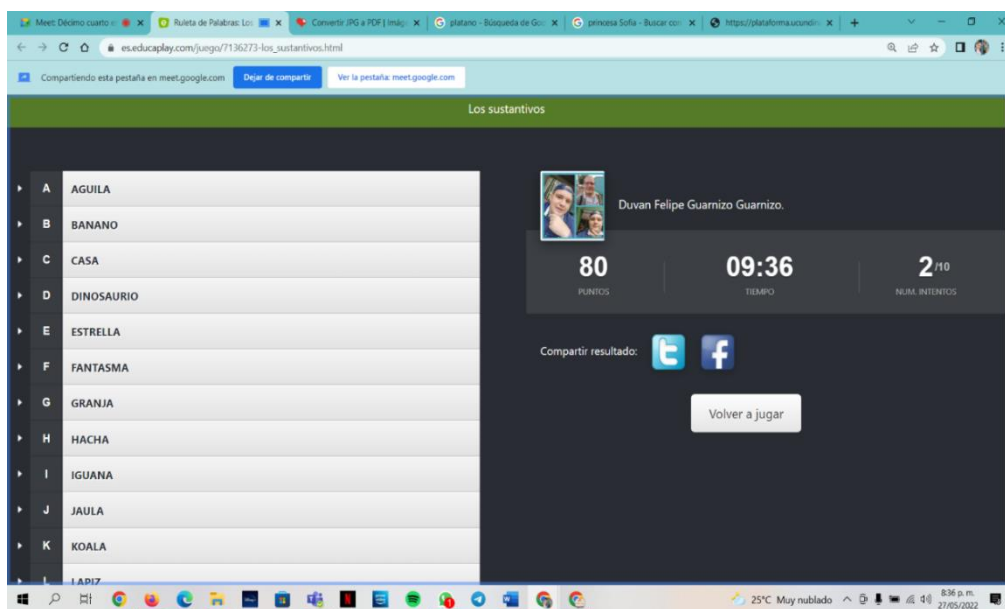 Meet: Décimo cuarto e
Ruleta de Palabras: Los
Convertir JPG a PDF | Imág
platano - Búsqueda de Go
princesa Sofia - Buscar con
https://plataforma.ucundin
es.educaplay.com/juego/7136273-los_sustantivos.html
Compartiendo esta pestaña en meet.google.com
Dejar de compartir
Ver la pestaña: meet.google.com
Los sustantivos
A AGUILA
B BANANO
C CASA
D DINOSAURIO
E ESTRELLA
F FANTASMA
G GRANJA
H HACHA
I IGUANA
J JAULA
K KOALA
L LAPIZ
Duvan Felipe Guarnizo Guarnizo.
80 09:36 2/10
PUNTOS TIEMPO NUM. INTENTOS
Compartir resultado:
Volver a jugar
25°C Muy nublado
8:36 p. m.
27/05/2022